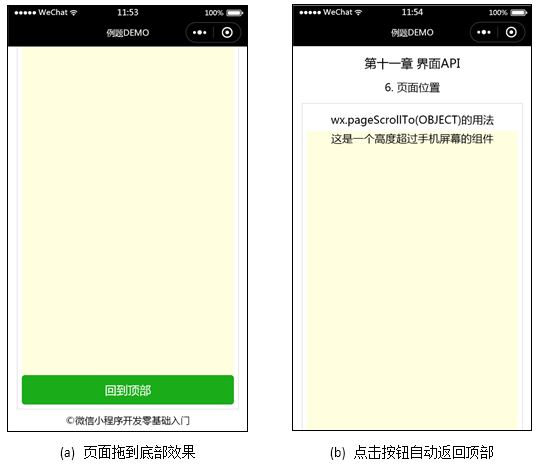 ●●●●● WeChat 11:53 100%
例题DEMO
回到顶部
©微信小程序开发零基础入门
(a) 页面拖到底部效果
●●●●● WeChat 11:54 100%
例题DEMO
第十一章 界面API
6. 页面位置
wx.pageScrollTo(OBJECT)的用法
这是一个高度超过手机屏幕的组件
(b) 点击按钮自动返回顶部